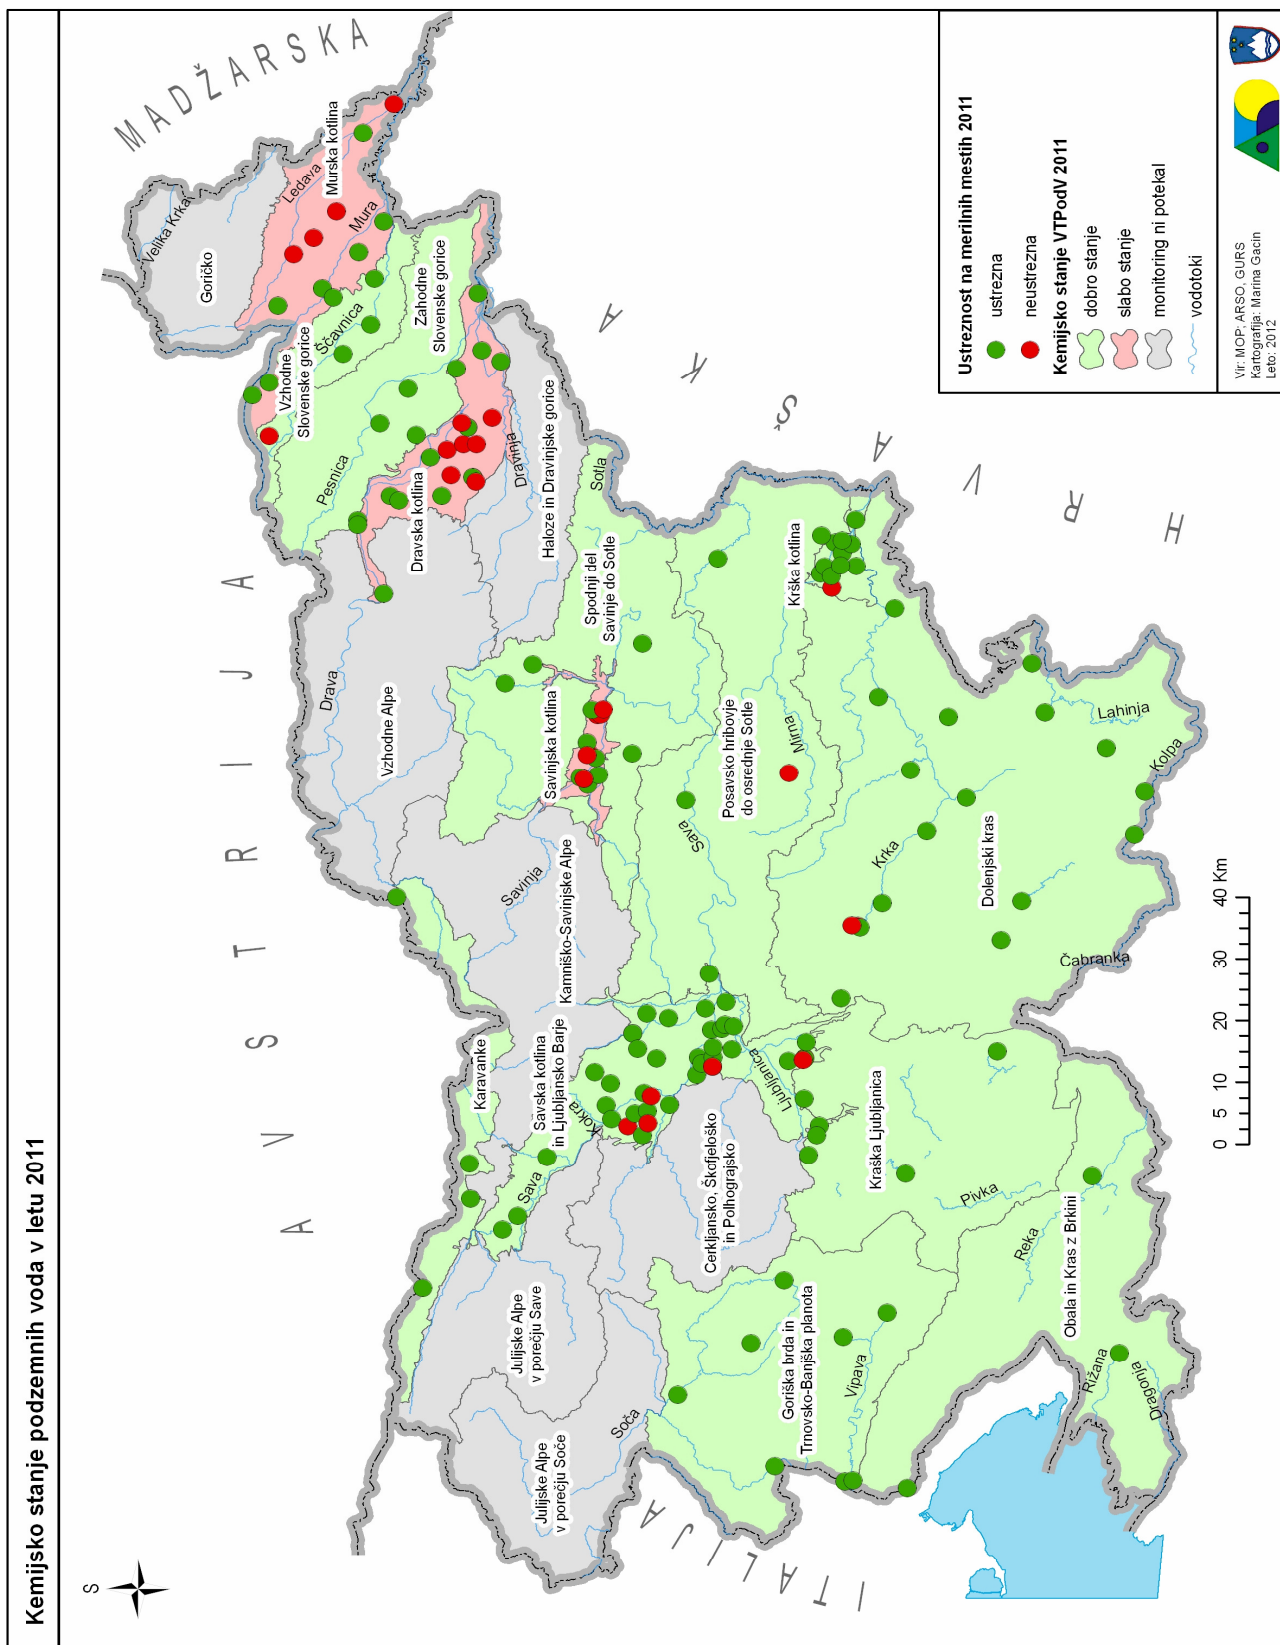 Kemijsko stanje podzemnih voda v letu 2011
S
MADŽARSKA
AVSTRIJA
ITALIJA
HRVAŠKA
Velika Krka
Goričko
Ledava
Murska kotlina
Mura
Vzhodne
Slovenske gorice
Ščavnica
Zahodne
Slovenske gorice
Pesnica
Dravska kotlina
Dravinja
Haloze in Dravinjske gorice
Drava
Vzhodne Alpe
Sotla
Spodnji del
Savinje do Sotle
Savinjska kotlina
Savinja
Kamniško-Savinjske Alpe
Karavanke
Savska kotlina
in Ljubljansko Barje
Kokra
Sava
Julijske Alpe
v porečju Save
Julijske Alpe
v porečju Soče
Soča
Cerkljansko, Škofjeloško
in Polhograjsko
Ljubljanica
Sava
Posavsko hribovje
do osrednje Sotle
Mirna
Krška kotlina
Krka
Dolenjski kras
Lahinja
Kolpa
Čabranka
Kraška Ljubljanica
Pivka
Reka
Obala in Kras z Brkini
Goriška brda in
Trnovsko-Banjška planota
Vipava
Rižana
Dragonja
0 5 10 20 30 40 Km
Ustreznost na merilnih mestih 2011
ustrezna
neustrezna
Kemijsko stanje VTPodV 2011
dobro stanje
slabo stanje
monitoring ni potekal
vodotoki
Vir: MOP; ARSO, GURS
Kartografija: Marina Gacin
Leto: 2012